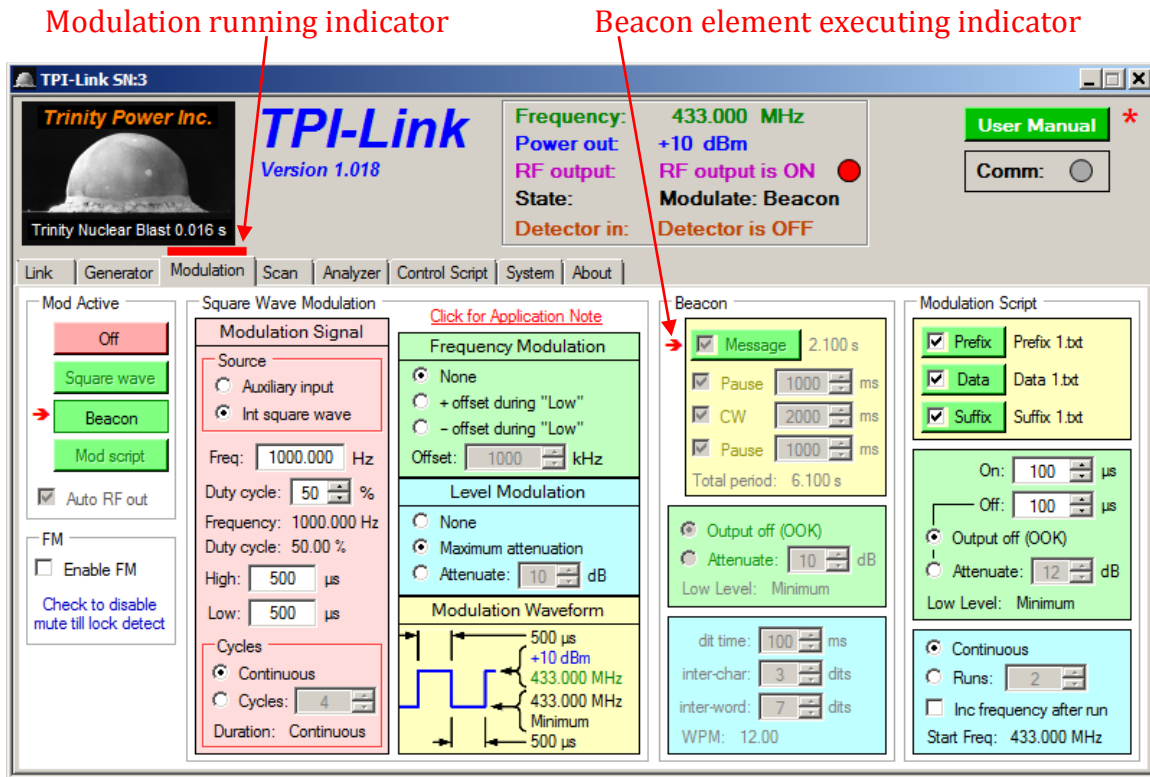 Modulation running indicator
Beacon element executing indicator
TPI-Link SN:3
Trinity Power Inc.
Trinity Nuclear Blast 0.016 s
TPI-Link
Version 1.018
Frequency: 433.000 MHz
Power out: +10 dBm
RF output: RF output is ON
State: Modulate: Beacon
Detector in: Detector is OFF
User Manual *
Comm:
Link Generator Modulation Scan Analyzer Control Script System About
Mod Active
Off
Square wave
Beacon
Mod script
Auto RF out
FM
Enable FM
Check to disable
mute till lock detect
Square Wave Modulation
Modulation Signal
Source
Auxiliary input
Int square wave
Freq: 1000.000 Hz
Duty cycle: 50 %
Frequency: 1000.000 Hz
Duty cycle: 50.00 %
High: 500 µs
Low: 500 µs
Cycles
Continuous
Cycles: 4
Duration: Continuous
Click for Application Note
Frequency Modulation
None
+ offset during "Low"
− offset during "Low"
Offset: 1000 kHz
Level Modulation
None
Maximum attenuation
Attenuate: 10 dB
Modulation Waveform
500 µs
+10 dBm
433.000 MHz
433.000 MHz
Minimum
500 µs
Beacon
Message 2.100 s
Pause 1000 ms
CW 2000 ms
Pause 1000 ms
Total period: 6.100 s
Output off (OOK)
Attenuate: 10 dB
Low Level: Minimum
dit time: 100 ms
inter-char: 3 dits
inter-word: 7 dits
WPM: 12.00
Modulation Script
Prefix Prefix 1.txt
Data Data 1.txt
Suffix Suffix 1.txt
On: 100 µs
Off: 100 µs
Output off (OOK)
Attenuate: 12 dB
Low Level: Minimum
Continuous
Runs: 2
Inc frequency after run
Start Freq: 433.000 MHz